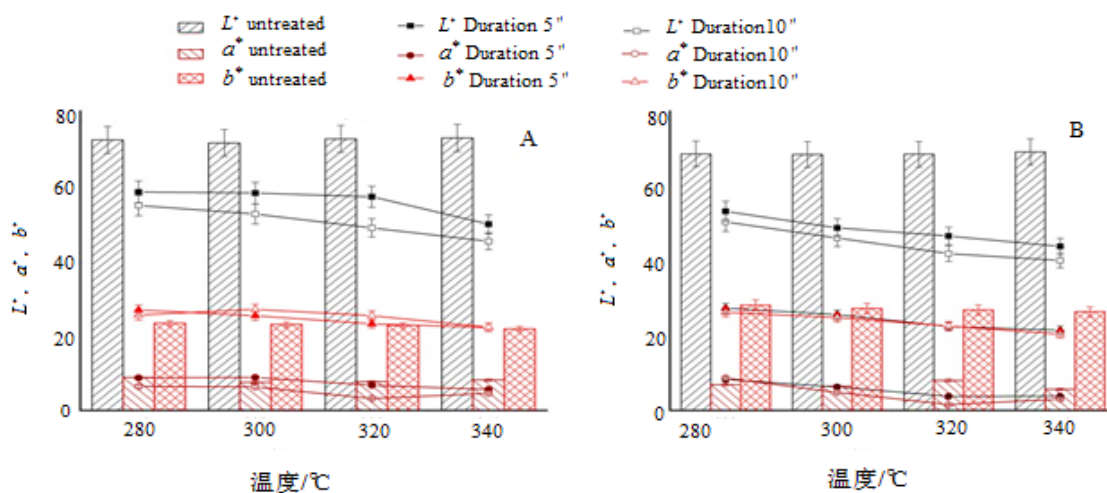 L* untreated
a* untreated
b* untreated
L* Duration 5"
a* Duration 5"
b* Duration 5"
L* Duration10"
a* Duration10"
b* Duration10"
A
80
60
40
20
0
L*, a*, b*
280 300 320 340
温度/℃
B
80
60
40
20
0
L*, a*, b*
280 300 320 340
温度/℃